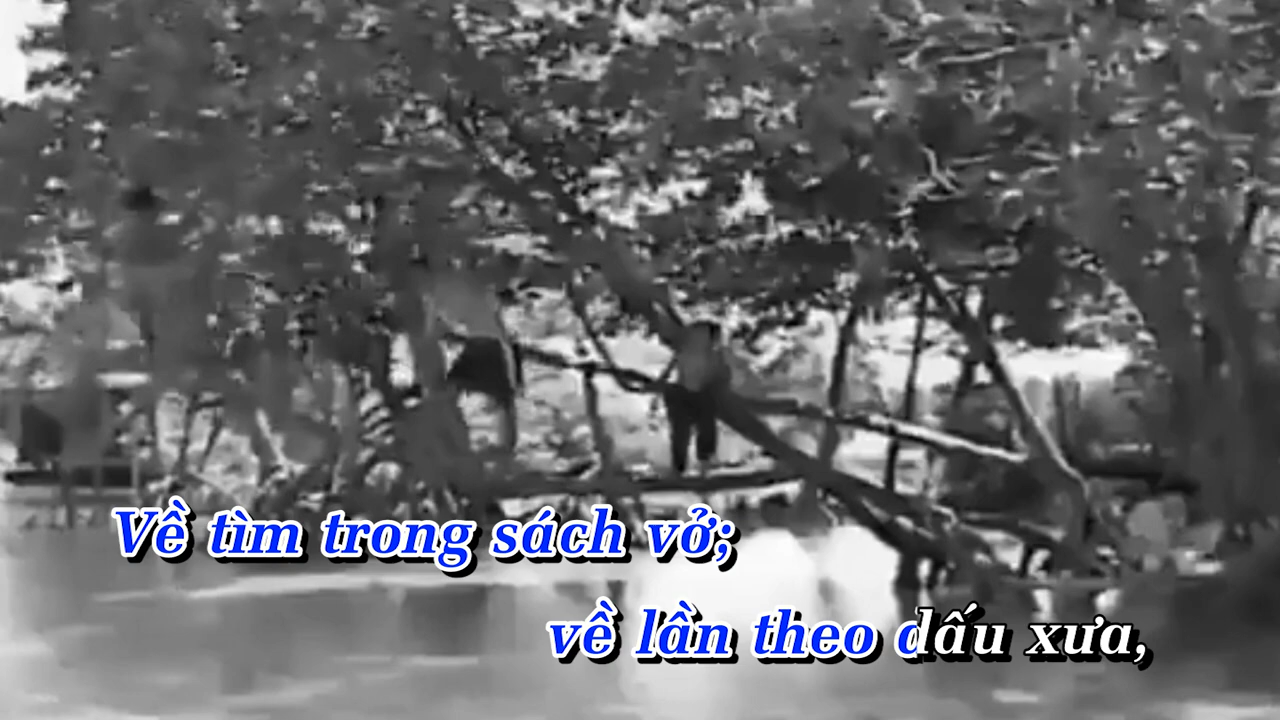 Về tìm trong sách vở;
về lần theo dấu xưa,